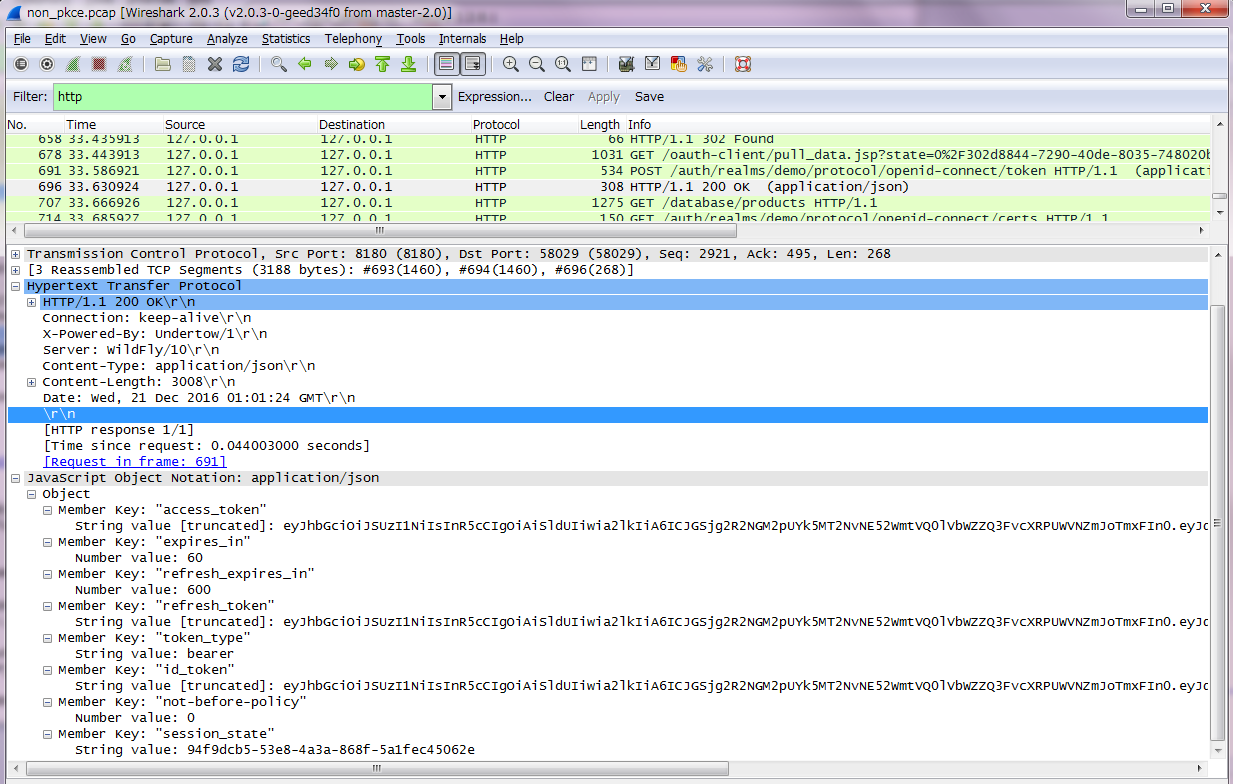 non_pkce.pcap [Wireshark 2.0.3 (v2.0.3-0-geed34f0 from master-2.0)]
File Edit View Go Capture Analyze Statistics Telephony Tools Internals Help
Filter: http Expression... Clear Apply Save
No. Time Source Destination Protocol Length Info
658 33.435913 127.0.0.1 127.0.0.1 HTTP 66 HTTP/1.1 302 Found
678 33.443913 127.0.0.1 127.0.0.1 HTTP 1031 GET /oauth-client/pull_data.jsp?state=0%2F302d8844-7290-40de-8035-748020b
691 33.586921 127.0.0.1 127.0.0.1 HTTP 534 POST /auth/realms/demo/protocol/openid-connect/token HTTP/1.1 (applicati
696 33.630924 127.0.0.1 127.0.0.1 HTTP 308 HTTP/1.1 200 OK (application/json)
707 33.666926 127.0.0.1 127.0.0.1 HTTP 1275 GET /database/products HTTP/1.1
714 33.685927 127.0.0.1 127.0.0.1 HTTP 150 GET /auth/realms/demo/protocol/openid-connect/certs HTTP/1.1
Transmission Control Protocol, Src Port: 8180 (8180), Dst Port: 58029 (58029), Seq: 2921, Ack: 495, Len: 268
[3 Reassembled TCP Segments (3188 bytes): #693(1460), #694(1460), #696(268)]
Hypertext Transfer Protocol
HTTP/1.1 200 OK\r\n
Connection: keep-alive\r\n
X-Powered-By: Undertow/1\r\n
Server: WildFly/10\r\n
Content-Type: application/json\r\n
Content-Length: 3008\r\n
Date: Wed, 21 Dec 2016 01:01:24 GMT\r\n
\r\n
[HTTP response 1/1]
[Time since request: 0.044003000 seconds]
[Request in frame: 691]
JavaScript Object Notation: application/json
Object
Member Key: "access_token"
String value [truncated]: eyJhbGciOiJSUzI1NiIsInR5cCIgOiAiSldUIiwia2lkIiA6ICJGSjg2R2NGM2pUYk5MT2NvNE52WmtVQ0lVbWZZQ3FvcXRPUWVNZmJoTmxFIn0.eyJq
Member Key: "expires_in"
Number value: 60
Member Key: "refresh_expires_in"
Number value: 600
Member Key: "refresh_token"
String value [truncated]: eyJhbGciOiJSUzI1NiIsInR5cCIgOiAiSldUIiwia2lkIiA6ICJGSjg2R2NGM2pUYk5MT2NvNE52WmtVQ0lVbWZZQ3FvcXRPUWVNZmJoTmxFIn0.eyJq
Member Key: "token_type"
String value: bearer
Member Key: "id_token"
String value [truncated]: eyJhbGciOiJSUzI1NiIsInR5cCIgOiAiSldUIiwia2lkIiA6ICJGSjg2R2NGM2pUYk5MT2NvNE52WmtVQ0lVbWZZQ3FvcXRPUWVNZmJoTmxFIn0.eyJq
Member Key: "not-before-policy"
Number value: 0
Member Key: "session_state"
String value: 94f9dcb5-53e8-4a3a-868f-5a1fec45062e